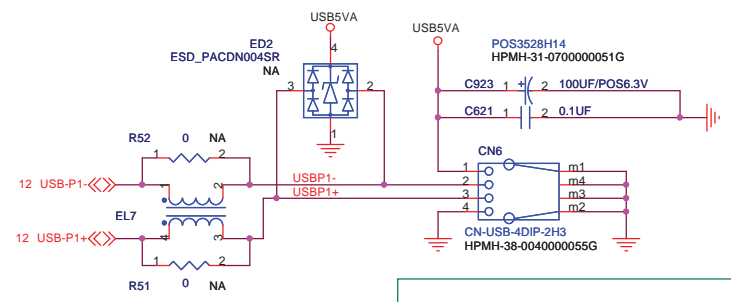 USB5VA
USB5VA
ED2
ESD_PACDN004SR
NA
4
3
2
1
POS3528H14
HPMH-31-0700000051G
C923 1 + 2 100UF/POS6.3V
C621 1 2 0.1UF
R52 0 NA
1 2
12 USB-P1-
1 2
USBP1-
USBP1+
EL7
12 USB-P1+
4 3
1 2
R51 0 NA
CN6
1 m1
2 m4
3 m3
4 m2
CN-USB-4DIP-2H3
HPMH-38-0040000055G